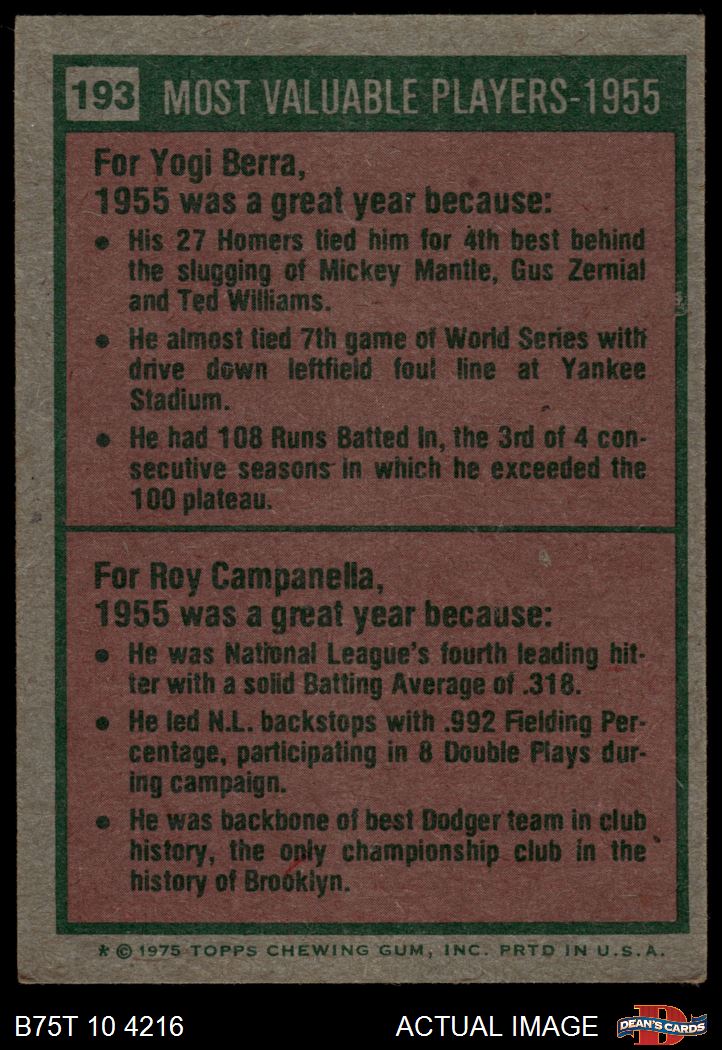 193 MOST VALUABLE PLAYERS-1955
For Yogi Berra,
1955 was a great year because:
• His 27 Homers tied him for 4th best behind
the slugging of Mickey Mantle, Gus Zernial
and Ted Williams.
• He almost tied 7th game of World Series with
drive down leftfield foul line at Yankee
Stadium.
• He had 108 Runs Batted In, the 3rd of 4 con-
secutive seasons in which he exceeded the
100 plateau.
For Roy Campanella,
1955 was a great year because:
• He was National League's fourth leading hit-
ter with a solid Batting Average of .318.
• He led N.L. backstops with .992 Fielding Per-
centage, participating in 8 Double Plays dur-
ing campaign.
• He was backbone of best Dodger team in club
history, the only championship club in the
history of Brooklyn.
* © 1975 TOPPS CHEWING GUM, INC. PRTD IN U.S.A.
B75T 10 4216 ACTUAL IMAGE D DEAN'S CARDS